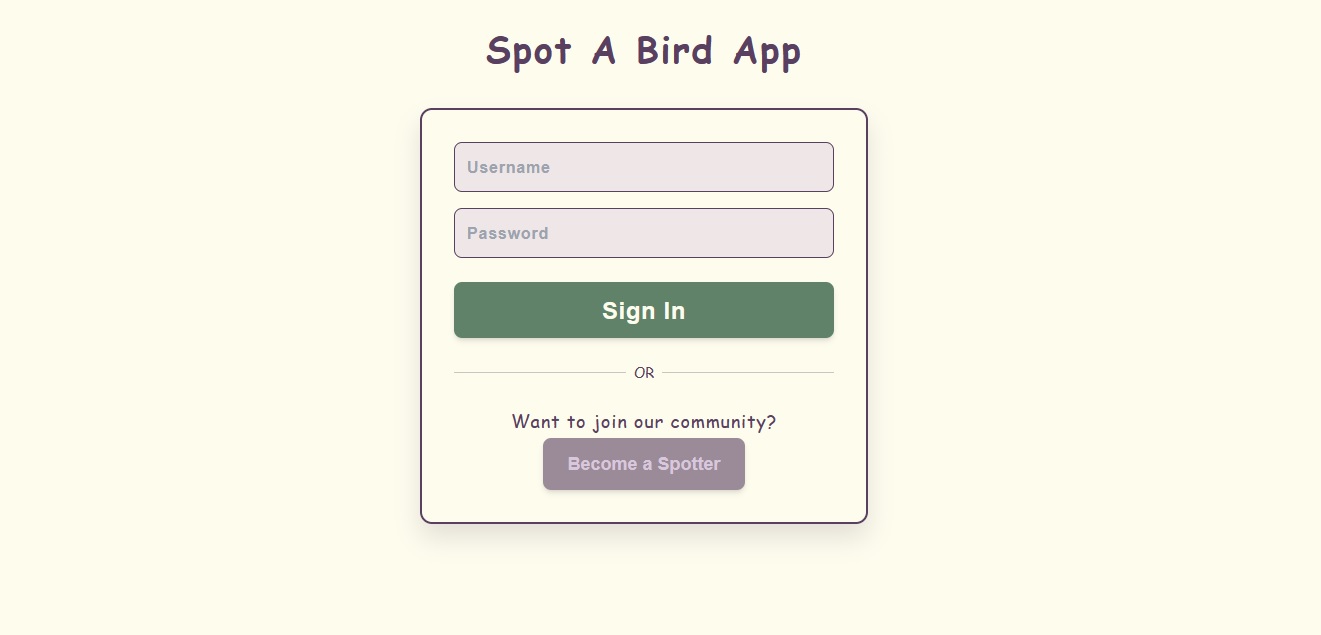 Spot A Bird App
Username
Password
Sign In
OR
Want to join our community?
Become a Spotter